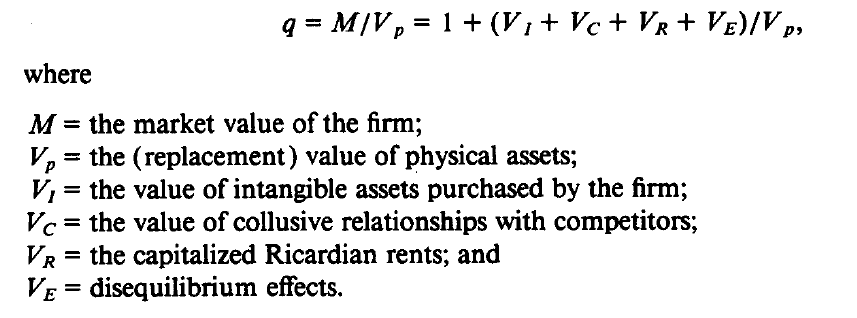 q = M/V_p = 1 + (V_I + V_C + V_R + V_E)/V_p,
where
M = the market value of the firm;
V_p = the (replacement) value of physical assets;
V_I = the value of intangible assets purchased by the firm;
V_C = the value of collusive relationships with competitors;
V_R = the capitalized Ricardian rents; and
V_E = disequilibrium effects.